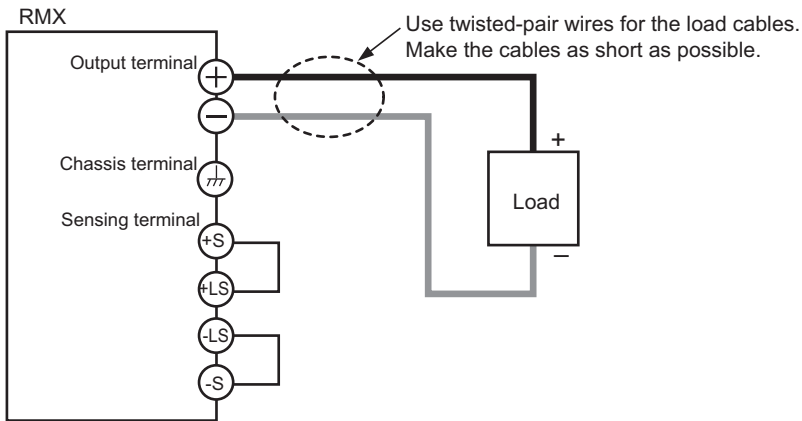 RMX
Use twisted-pair wires for the load cables.
Make the cables as short as possible.
Output terminal
+
−
Chassis terminal
Sensing terminal
+S
+LS
-LS
-S
+
Load
−